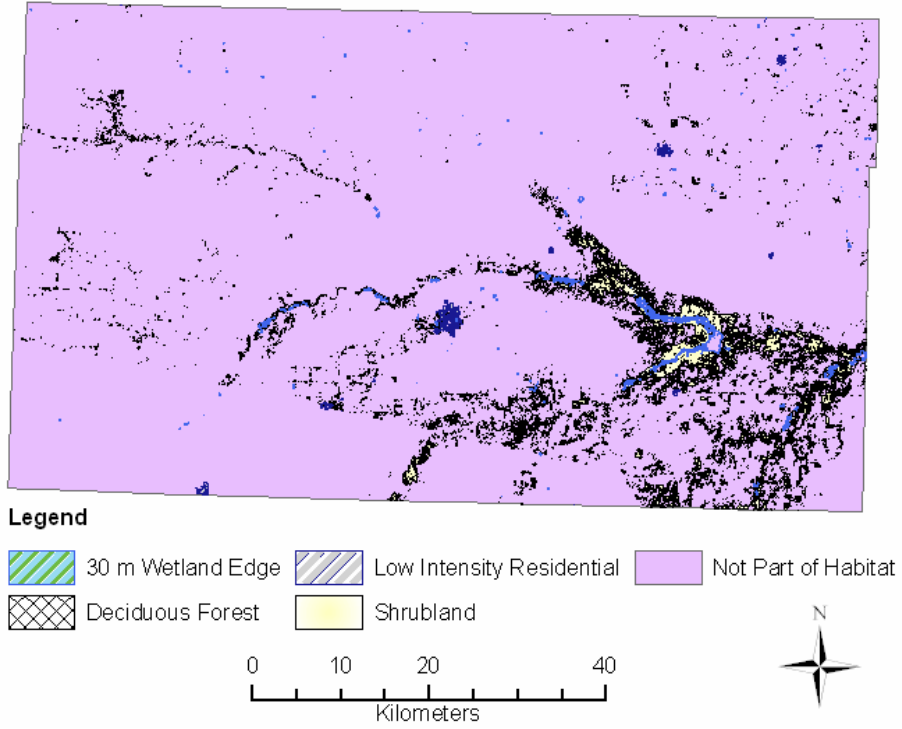 Legend
30 m Wetland Edge
Low Intensity Residential
Not Part of Habitat
Deciduous Forest
Shrubland
N
0 10 20 40
Kilometers